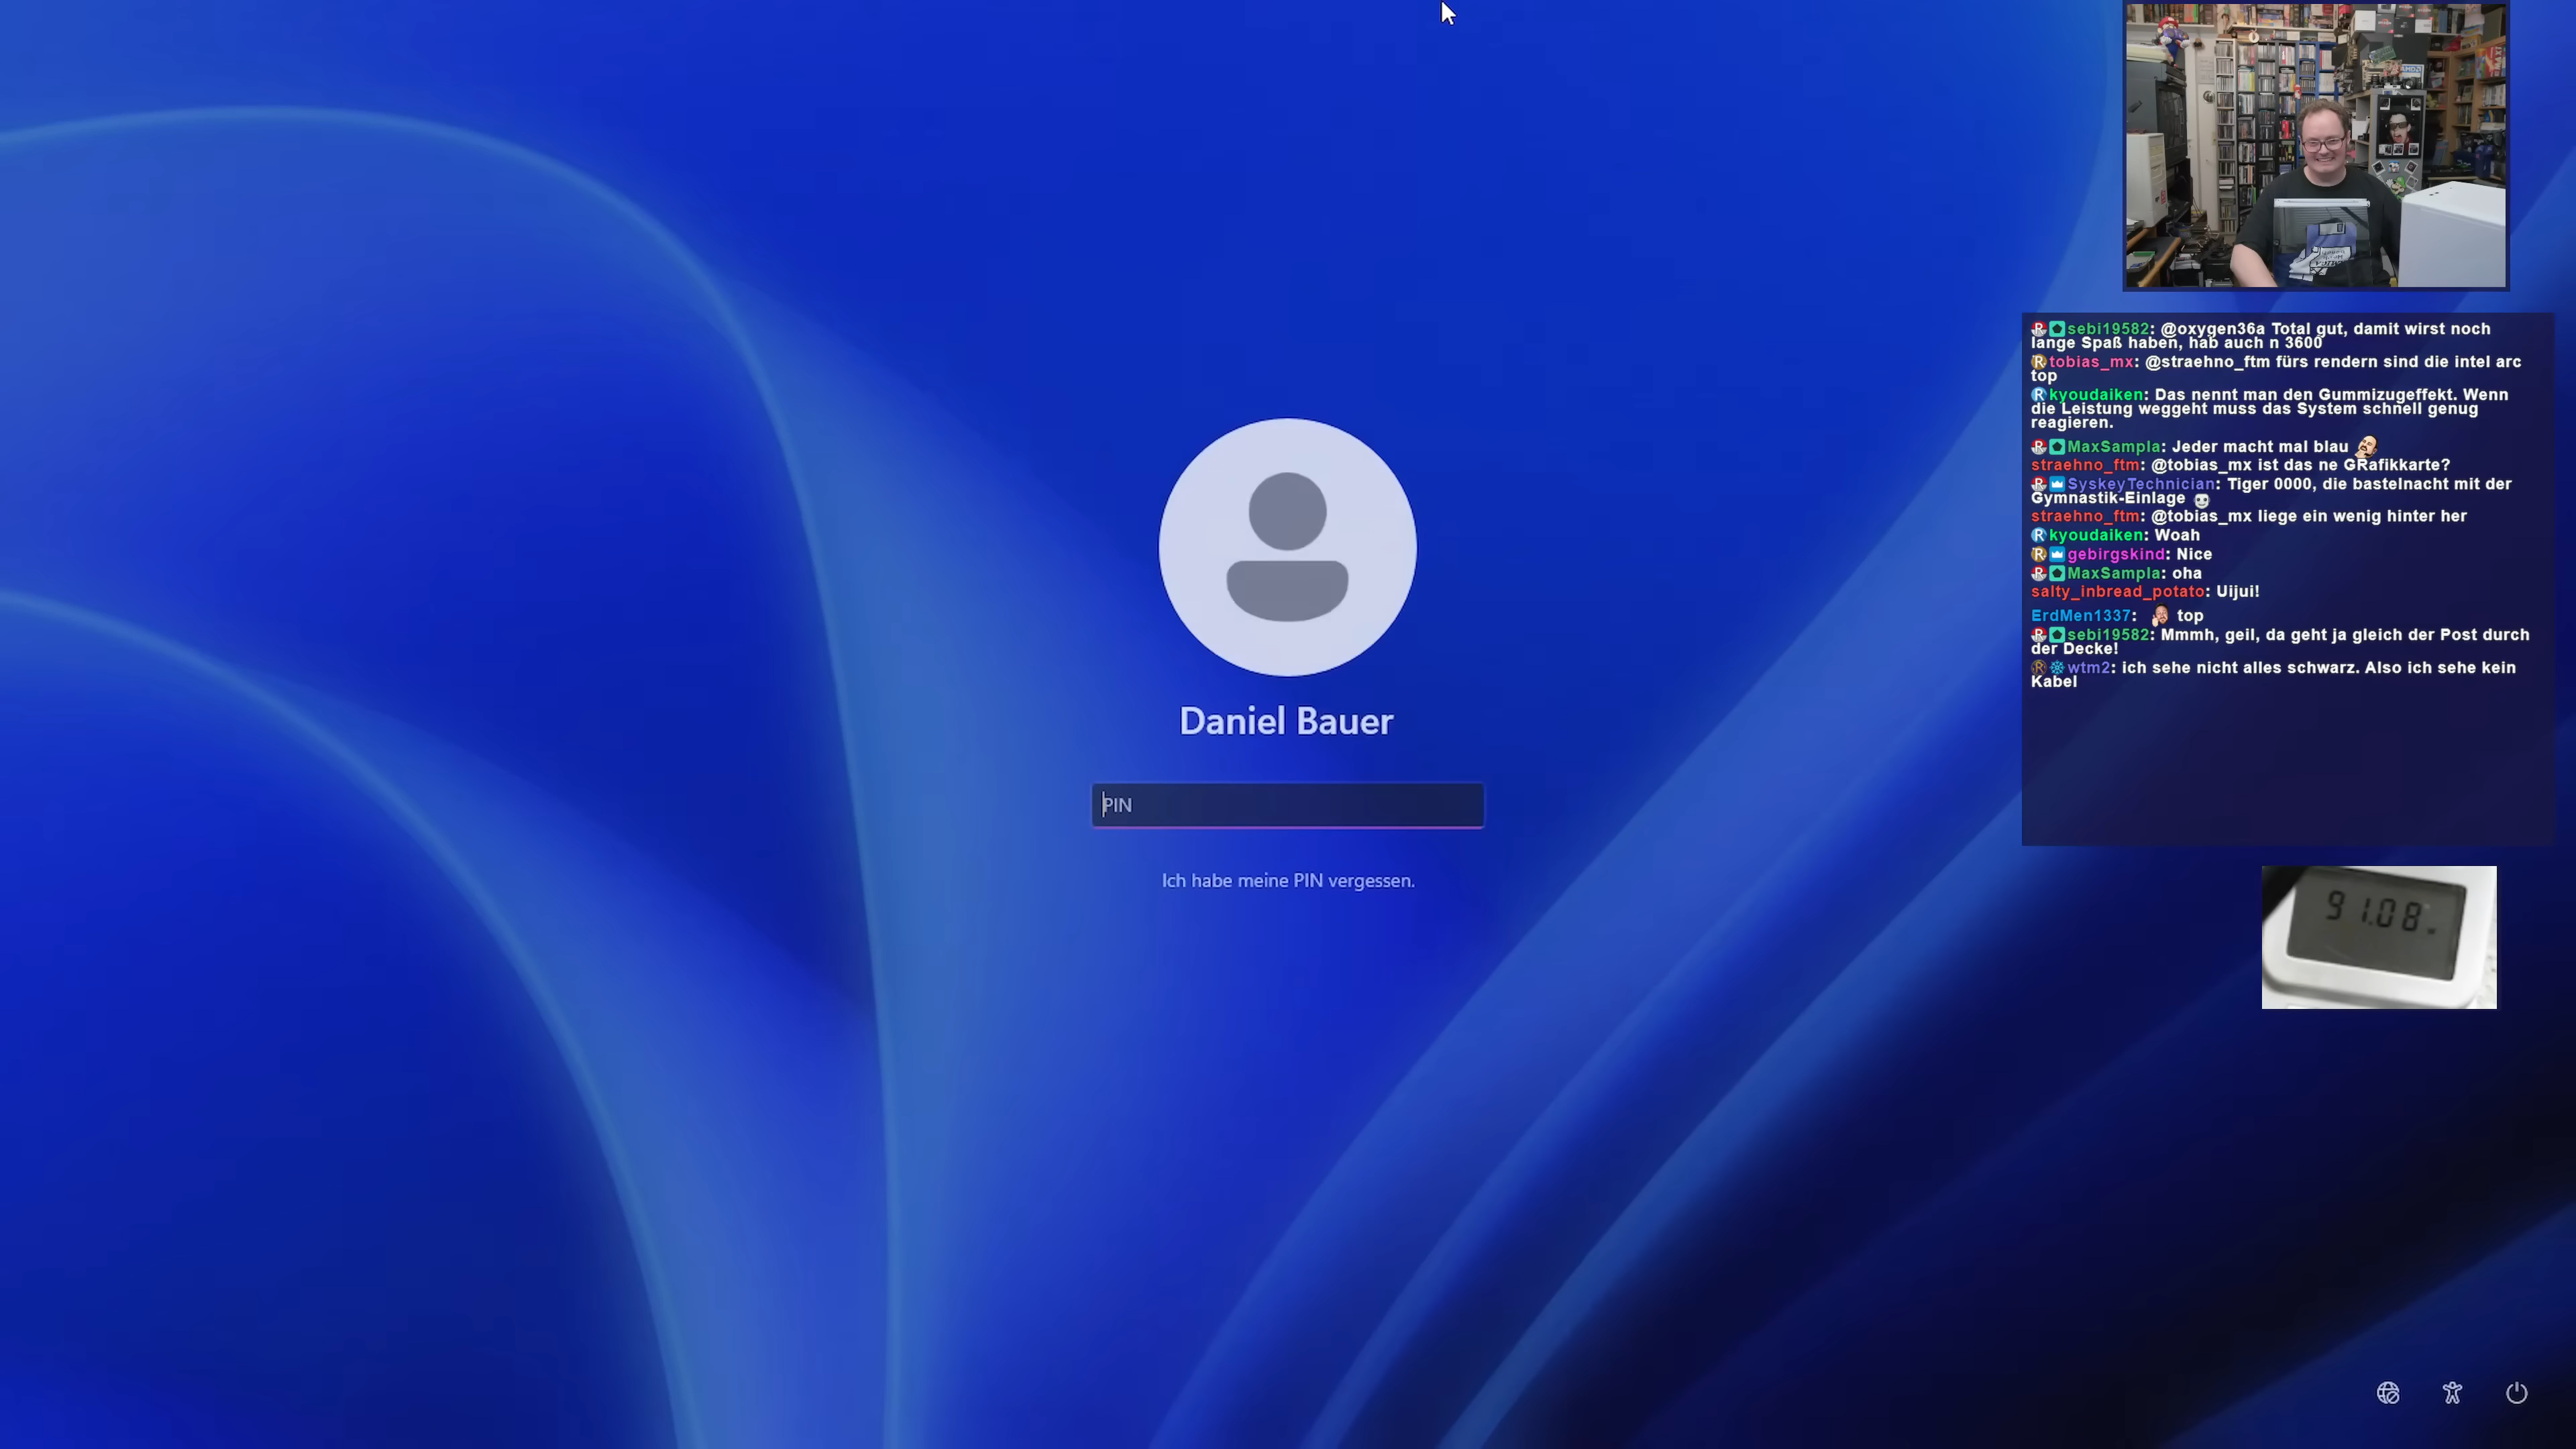 Daniel Bauer
PIN
Ich habe meine PIN vergessen.
AMD
sebi19582: @oxygen36a Total gut, damit wirst noch
lange Spaß haben, hab auch n 3600
tobias_mx: @straehno_ftm fürs rendern sind die intel arc
top
kyoudaiken: Das nennt man den Gummizugeffekt. Wenn
die Leistung weggeht muss das System schnell genug
reagieren.
MaxSampla: Jeder macht mal blau
straehno_ftm: @tobias_mx ist das ne GRafikkarte?
SyskeyTechnician: Tiger 0000, die bastelnacht mit der
Gymnastik-Einlage
straehno_ftm: @tobias_mx liege ein wenig hinter her
kyoudaiken: Woah
gebirgskind: Nice
MaxSampla: oha
salty_inbread_potato: Uijui!
ErdMen1337: top
sebi19582: Mmmh, geil, da geht ja gleich der Post durch
der Decke!
wtm2: ich sehe nicht alles schwarz. Also ich sehe kein
Kabel
91.08